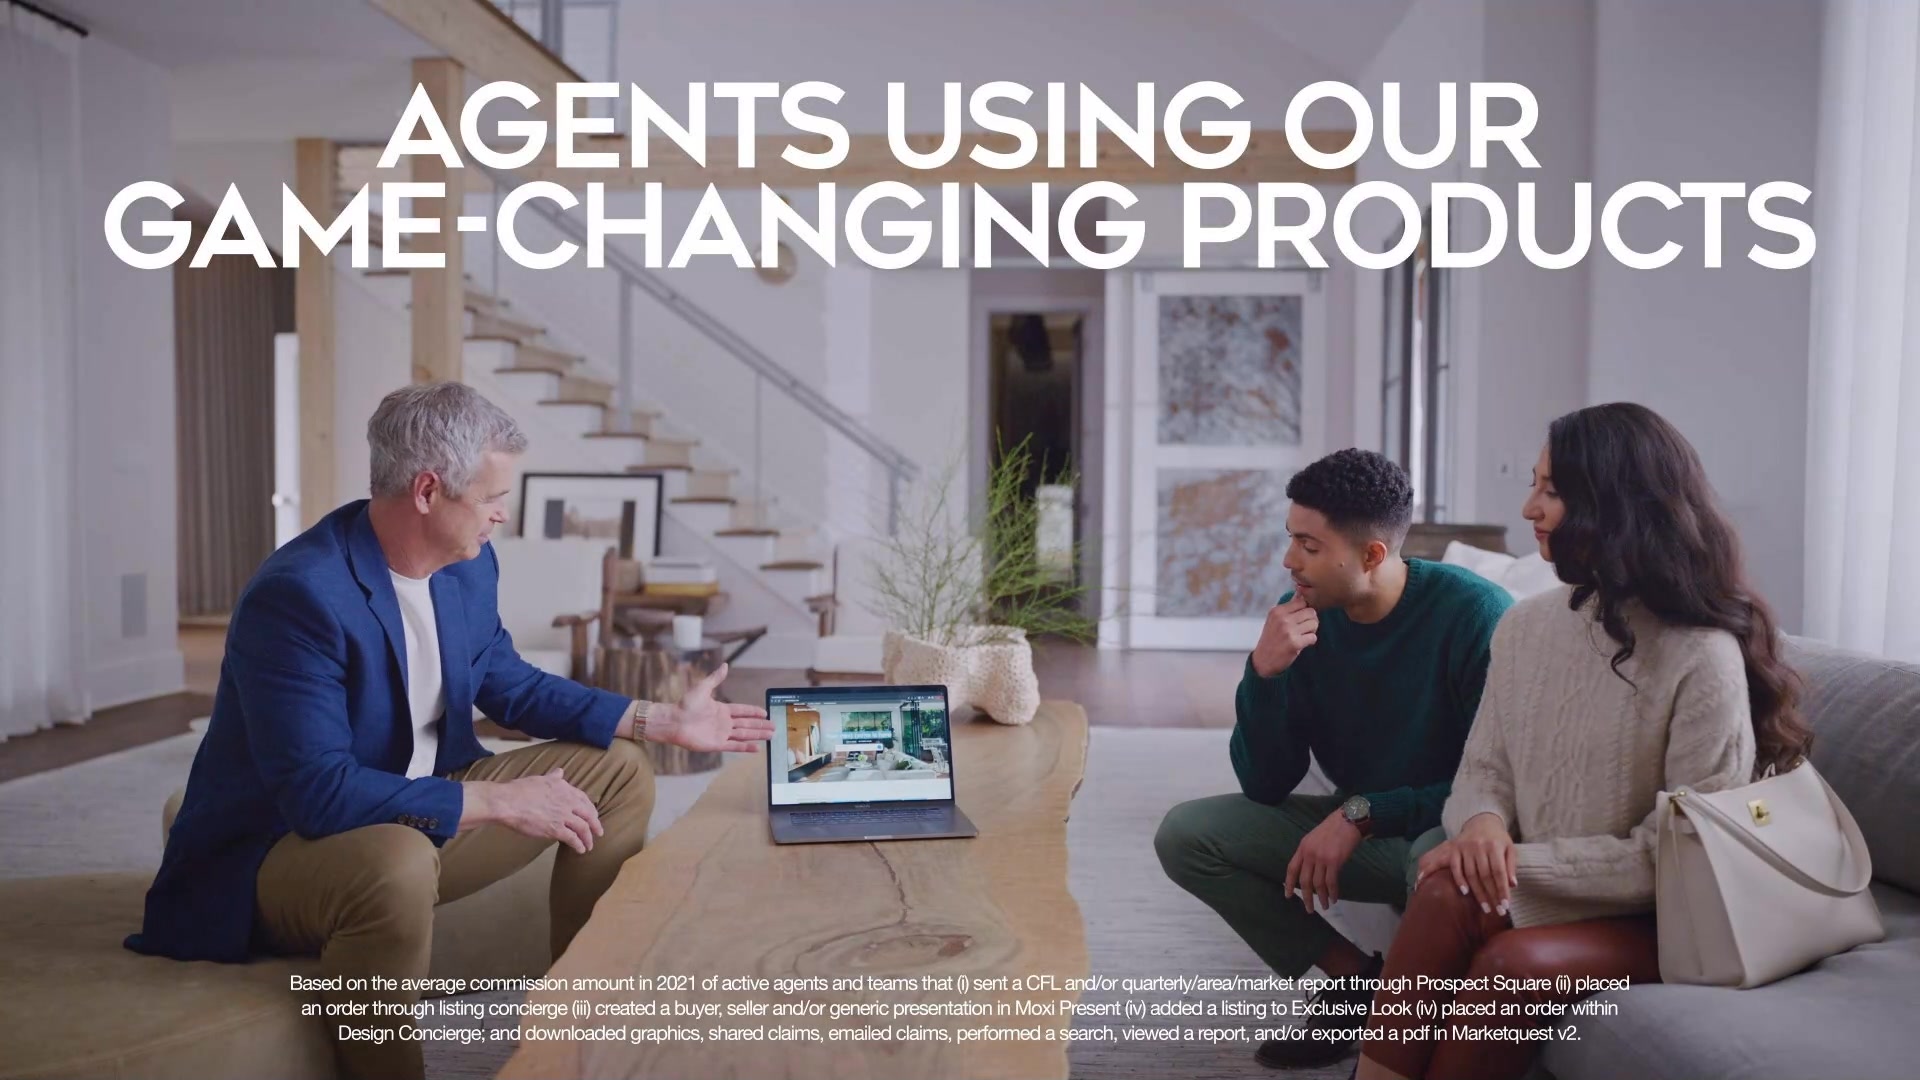 AGENTS USING OUR
GAME-CHANGING PRODUCTS
Based on the average commission amount in 2021 of active agents and teams that (i) sent a CFL and/or quarterly/area/market report through Prospect Square (ii) placed
an order through listing concierge (iii) created a buyer, seller and/or generic presentation in Moxi Present (iv) added a listing to Exclusive Look (iv) placed an order within
Design Concierge; and downloaded graphics, shared claims, emailed claims, performed a search, viewed a report, and/or exported a pdf in Marketquest v2.